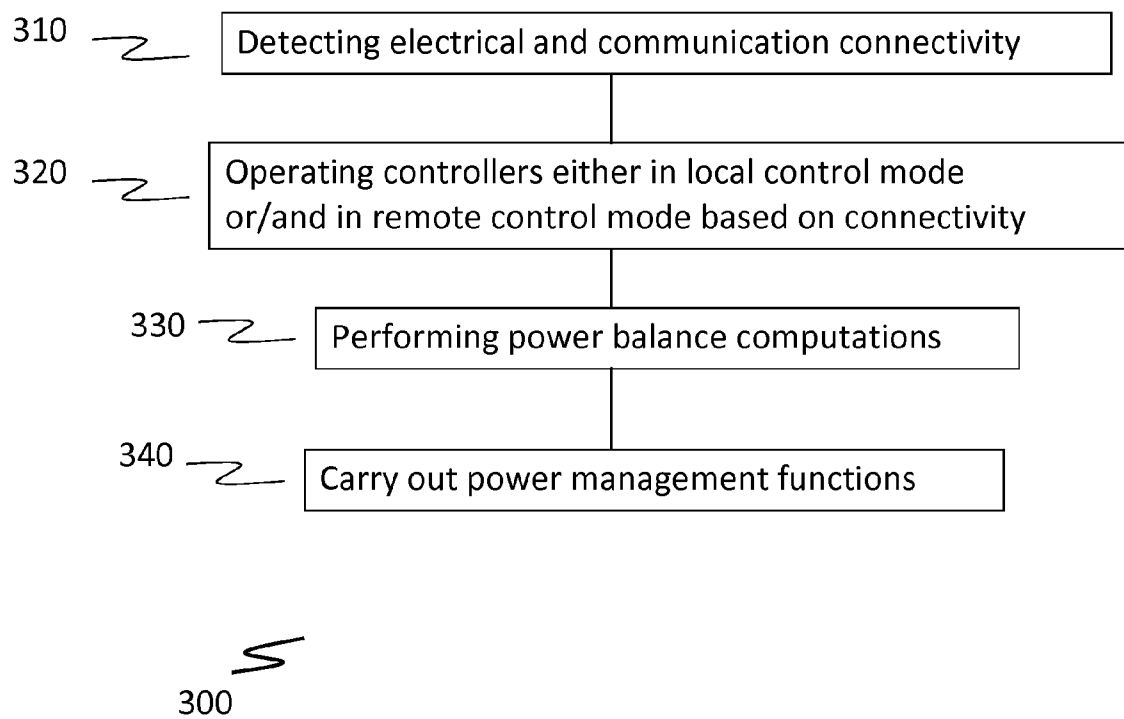 310
Detecting electrical and communication connectivity
320
Operating controllers either in local control mode
or/and in remote control mode based on connectivity
330
Performing power balance computations
340
Carry out power management functions
300